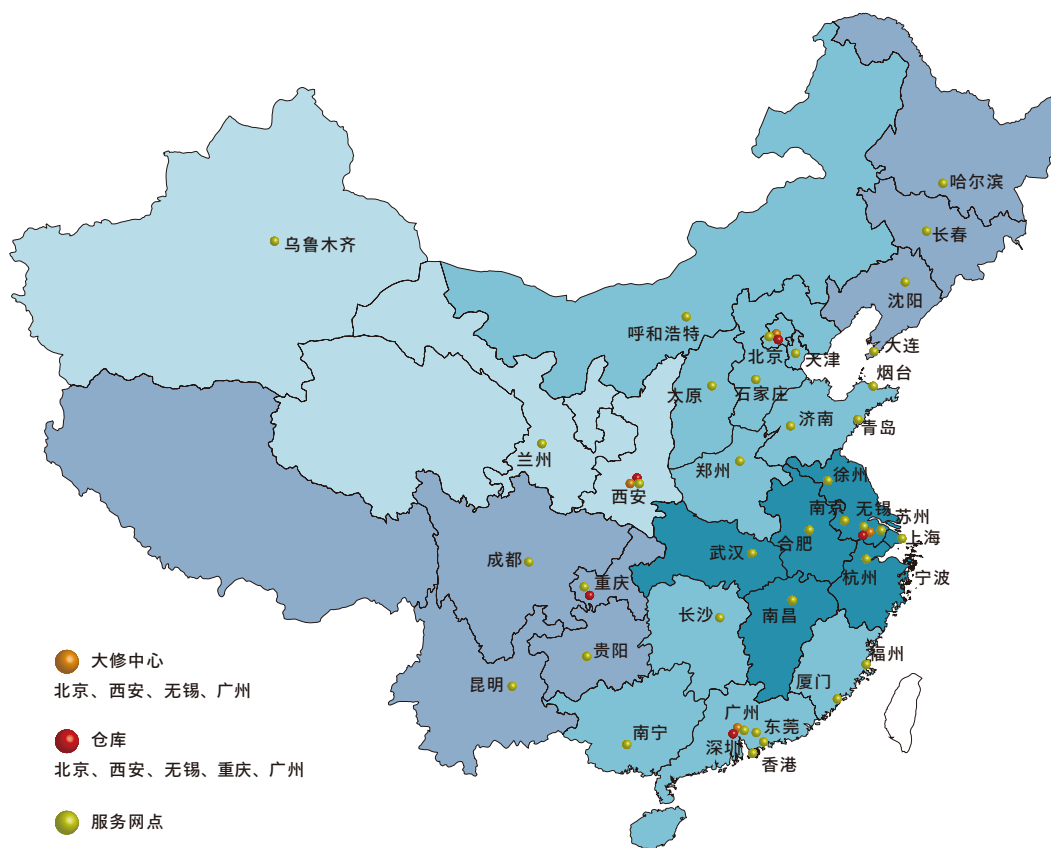 哈尔滨
长春
乌鲁木齐
沈阳
呼和浩特
北京
天津
大连
烟台
太原
石家庄
济南
青岛
兰州
郑州
西安
徐州
南京
无锡
苏州
上海
武汉
合肥
成都
杭州
宁波
重庆
长沙
南昌
贵阳
福州
大修中心
昆明
厦门
北京、西安、无锡、广州
广州
东莞
南宁
深圳
仓库
香港
北京、西安、无锡、重庆、广州
服务网点